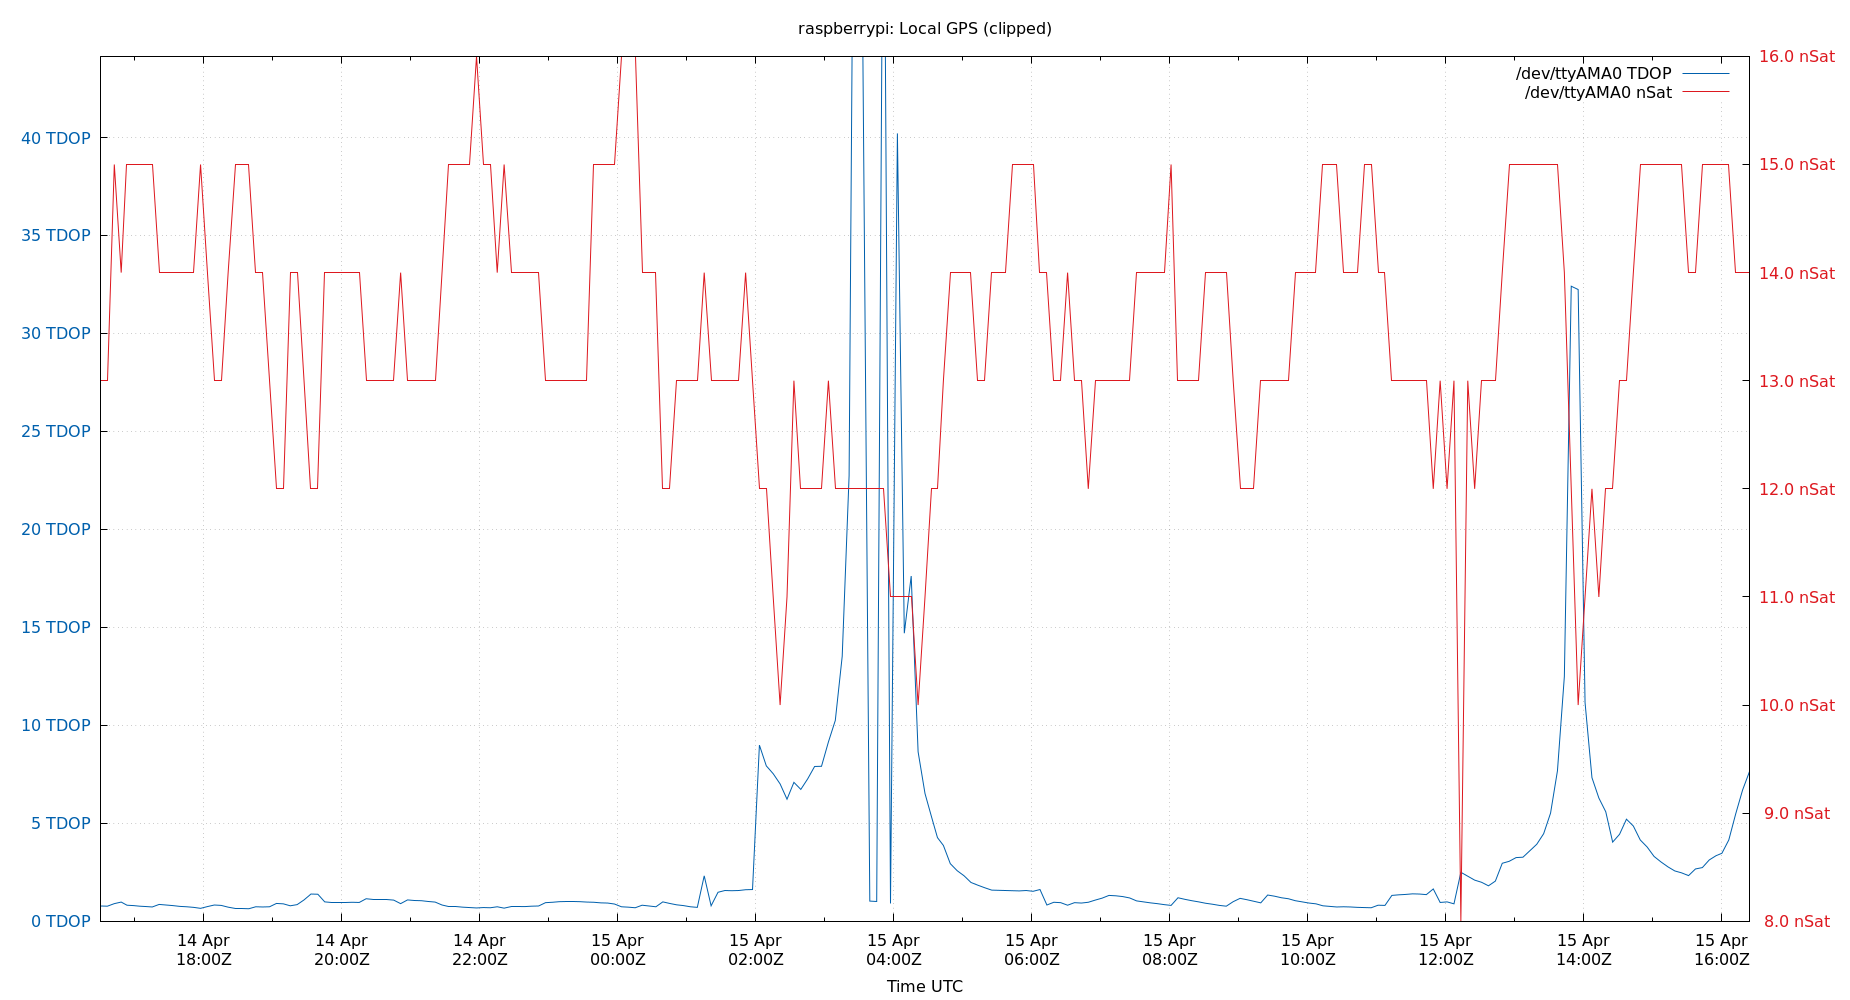 raspberrypi: Local GPS (clipped)
/dev/ttyAMA0 TDOP
/dev/ttyAMA0 nSat
40 TDOP
35 TDOP
30 TDOP
25 TDOP
20 TDOP
15 TDOP
10 TDOP
5 TDOP
0 TDOP
16.0 nSat
15.0 nSat
14.0 nSat
13.0 nSat
12.0 nSat
11.0 nSat
10.0 nSat
9.0 nSat
8.0 nSat
14 Apr 14 Apr 14 Apr 15 Apr 15 Apr 15 Apr 15 Apr 15 Apr 15 Apr 15 Apr 15 Apr 15 Apr
18:00Z 20:00Z 22:00Z 00:00Z 02:00Z 04:00Z 06:00Z 08:00Z 10:00Z 12:00Z 14:00Z 16:00Z
Time UTC